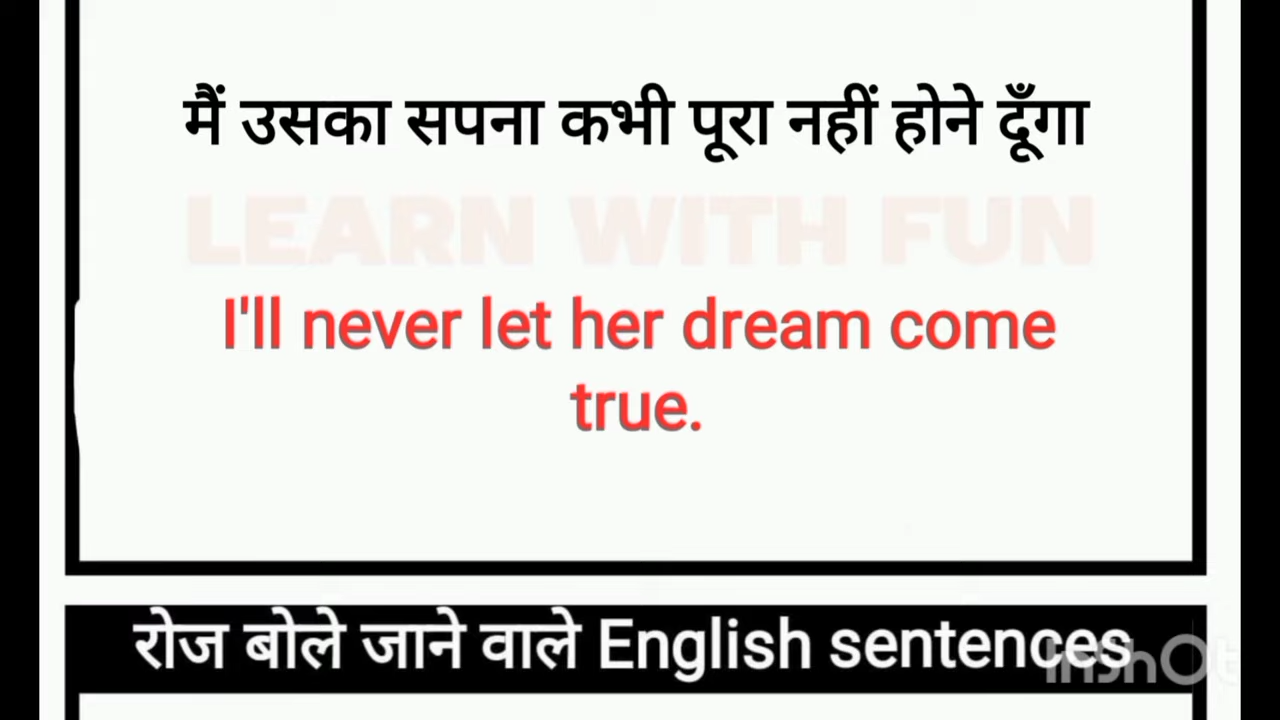 मैं उसका सपना कभी पूरा नहीं होने दूँगा
LEARN WITH FUN
I'll never let her dream come
true.
रोज बोले जाने वाले English sentences
InShOt